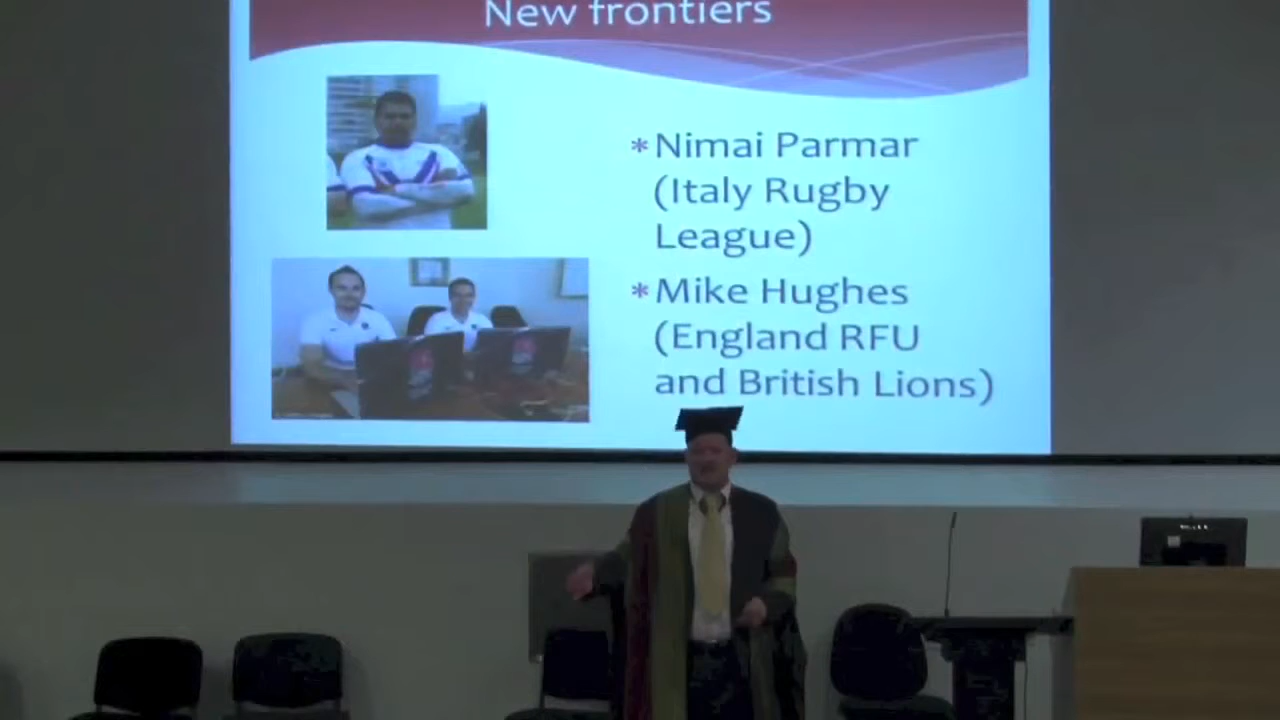 New frontiers
* Nimai Parmar
(Italy Rugby
League)
* Mike Hughes
(England RFU
and British Lions)